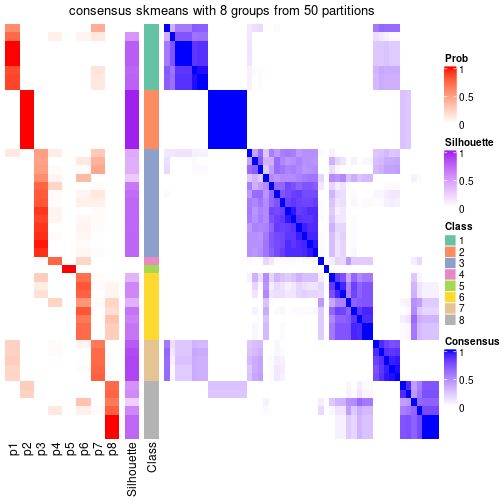 consensus skmeans with 8 groups from 50 partitions
Prob
1
0.5
0
Silhouette
1
0.5
0
Class
1
2
3
4
5
6
7
8
Consensus
1
0.5
0
p1
p2
p3
p4
p5
p6
p7
p8
Silhouette
Class